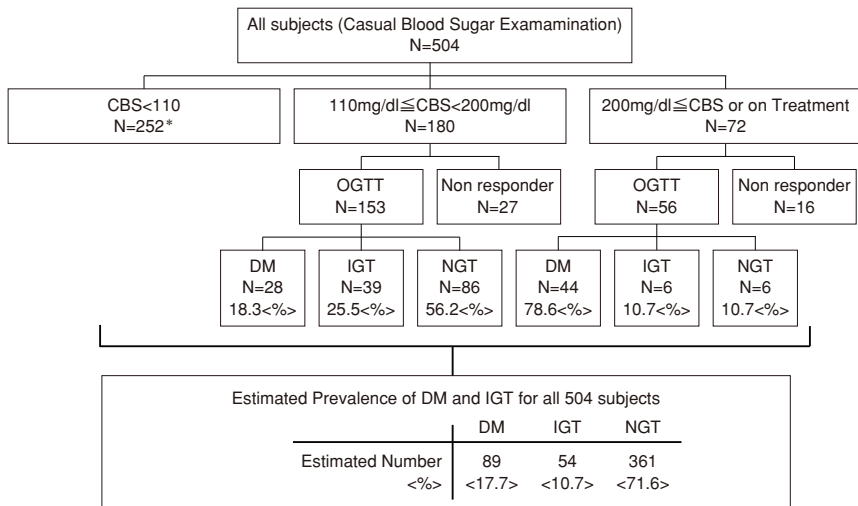 All subjects (Casual Blood Sugar Examamination)
N=504
CBS<110
N=252*
110mg/dl≦CBS<200mg/dl
N=180
200mg/dl≦CBS or on Treatment
N=72
OGTT
N=153
Non responder
N=27
OGTT
N=56
Non responder
N=16
DM
N=28
18.3<%>
IGT
N=39
25.5<%>
NGT
N=86
56.2<%>
DM
N=44
78.6<%>
IGT
N=6
10.7<%>
NGT
N=6
10.7<%>
Estimated Prevalence of DM and IGT for all 504 subjects
DM IGT NGT
Estimated Number 89 54 361
<%> <17.7> <10.7> <71.6>